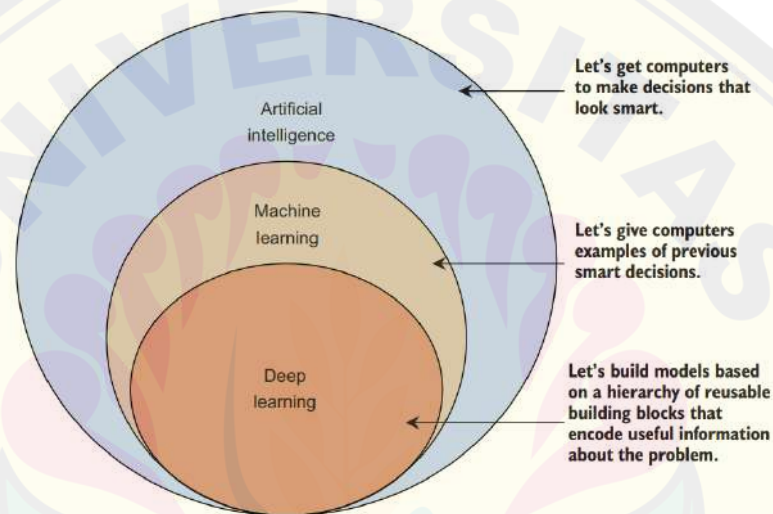 UNIVERSITAS
Let's get computers
to make decisions that
look smart.
Artificial
intelligence
Machine
learning
Let's give computers
examples of previous
smart decisions.
Deep
learning
Let's build models based
on a hierarchy of reusable
building blocks that
encode useful information
about the problem.